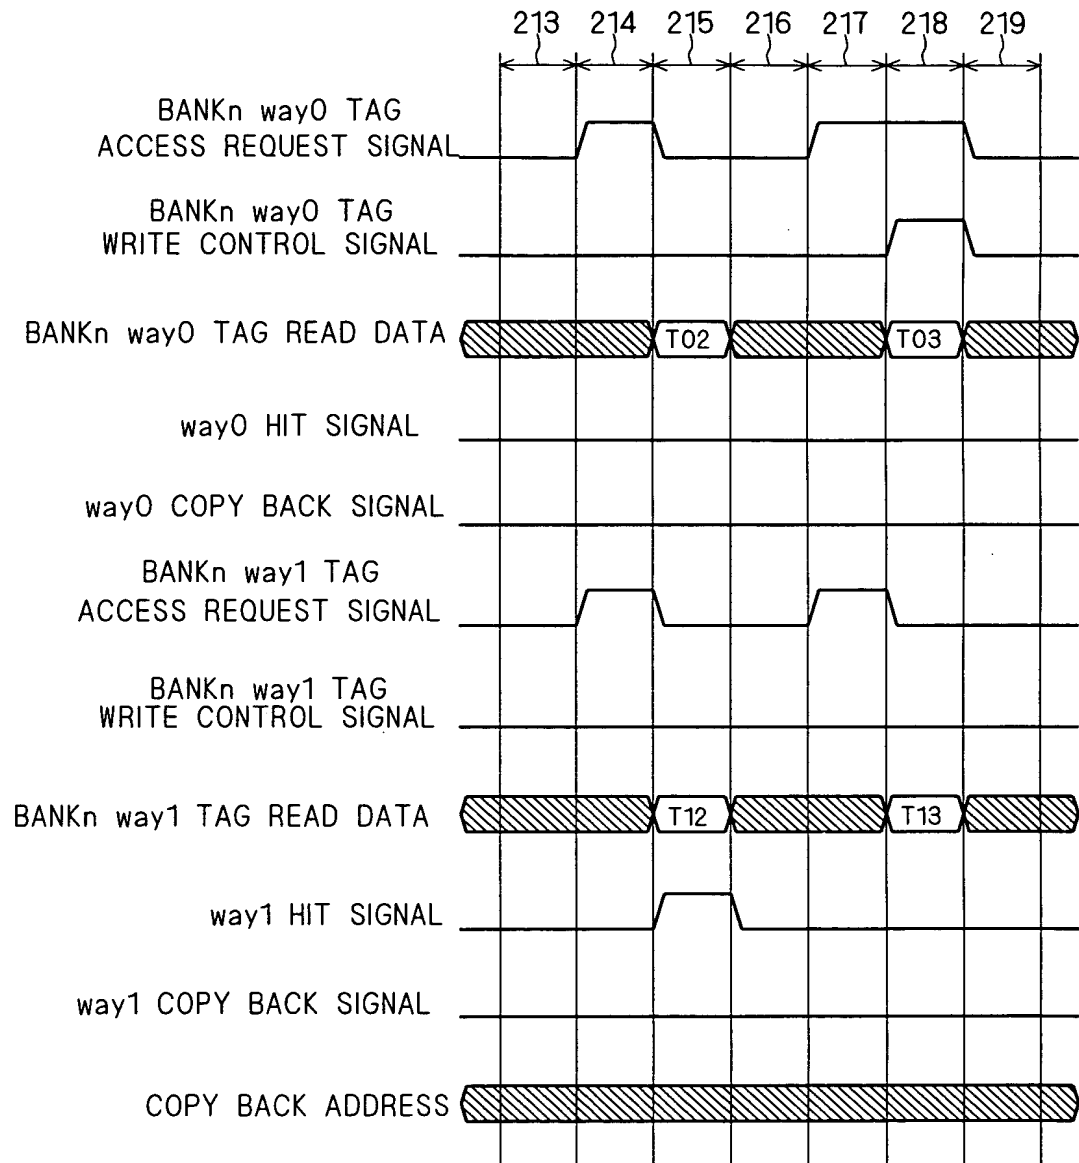 213 214 215 216 217 218 219
BANKn way0 TAG
ACCESS REQUEST SIGNAL
BANKn way0 TAG
WRITE CONTROL SIGNAL
BANKn way0 TAG READ DATA
T02 T03
way0 HIT SIGNAL
way0 COPY BACK SIGNAL
BANKn way1 TAG
ACCESS REQUEST SIGNAL
BANKn way1 TAG
WRITE CONTROL SIGNAL
BANKn way1 TAG READ DATA
T12 T13
way1 HIT SIGNAL
way1 COPY BACK SIGNAL
COPY BACK ADDRESS